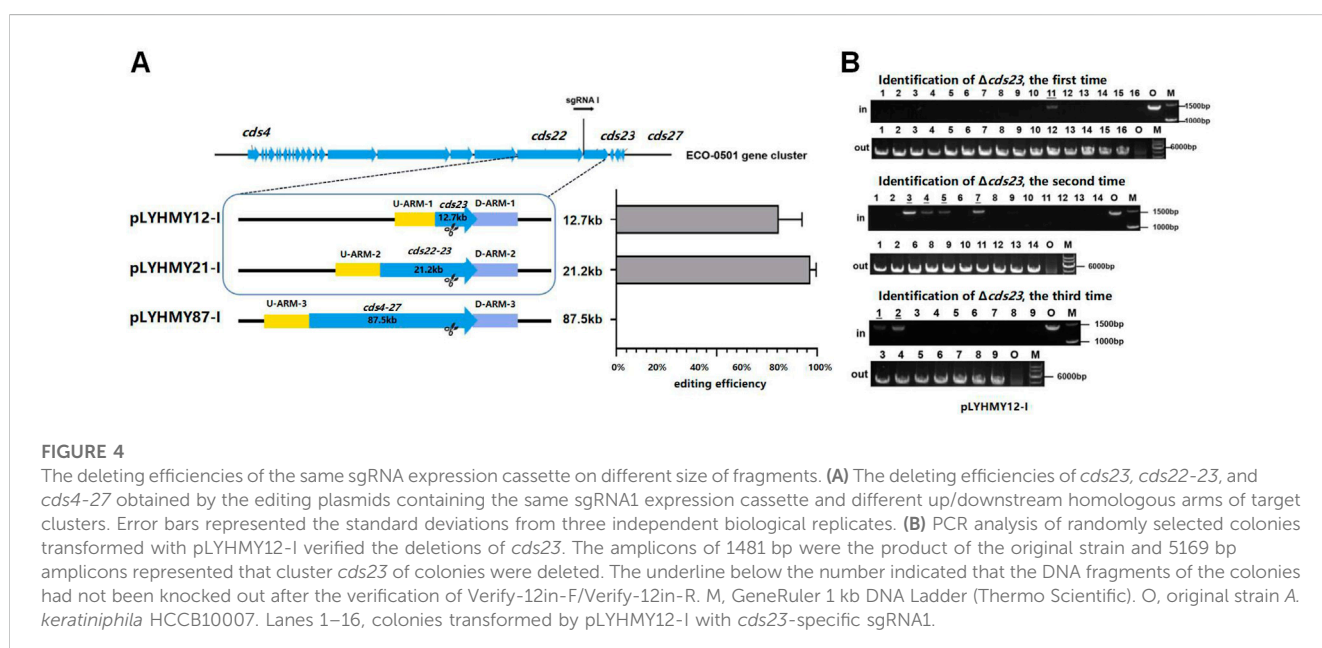 A
sgRNA I
cds4
cds22
cds23
cds27
ECO-0501 gene cluster
pLYHMY12-I
U-ARM-1
cds23
D-ARM-1
12.7kb
12.7kb
pLYHMY21-I
U-ARM-2
cds22-23
D-ARM-2
21.2kb
21.2kb
pLYHMY87-I
U-ARM-3
cds4-27
D-ARM-3
87.5kb
87.5kb
0% 20% 40% 60% 80% 100%
editing efficiency
B
Identification of Δcds23, the first time
1 2 3 4 5 6 7 8 9 10 11 12 13 14 15 16 O M
in
1500bp
1000bp
1 2 3 4 5 6 7 8 9 10 12 13 14 15 16 O M
out
6000bp
Identification of Δcds23, the second time
1 2 3 4 5 6 7 8 9 10 11 12 13 14 O M
in
1500bp
1000bp
1 2 6 8 9 10 11 12 13 14 O M
out
6000bp
Identification of Δcds23, the third time
1 2 3 4 5 6 7 8 9 O M
in
1500bp
1000bp
3 4 5 6 7 8 9 O M
out
6000bp
pLYHMY12-I
FIGURE 4
The deleting efficiencies of the same sgRNA expression cassette on different size of fragments. (A) The deleting efficiencies of cds23, cds22-23, and
cds4-27 obtained by the editing plasmids containing the same sgRNA1 expression cassette and different up/downstream homologous arms of target
clusters. Error bars represented the standard deviations from three independent biological replicates. (B) PCR analysis of randomly selected colonies
transformed with pLYHMY12-I verified the deletions of cds23. The amplicons of 1481 bp were the product of the original strain and 5169 bp
amplicons represented that cluster cds23 of colonies were deleted. The underline below the number indicated that the DNA fragments of the colonies
had not been knocked out after the verification of Verify-12in-F/Verify-12in-R. M, GeneRuler 1 kb DNA Ladder (Thermo Scientific). O, original strain A.
keratiniphila HCCB10007. Lanes 1–16, colonies transformed by pLYHMY12-I with cds23-specific sgRNA1.